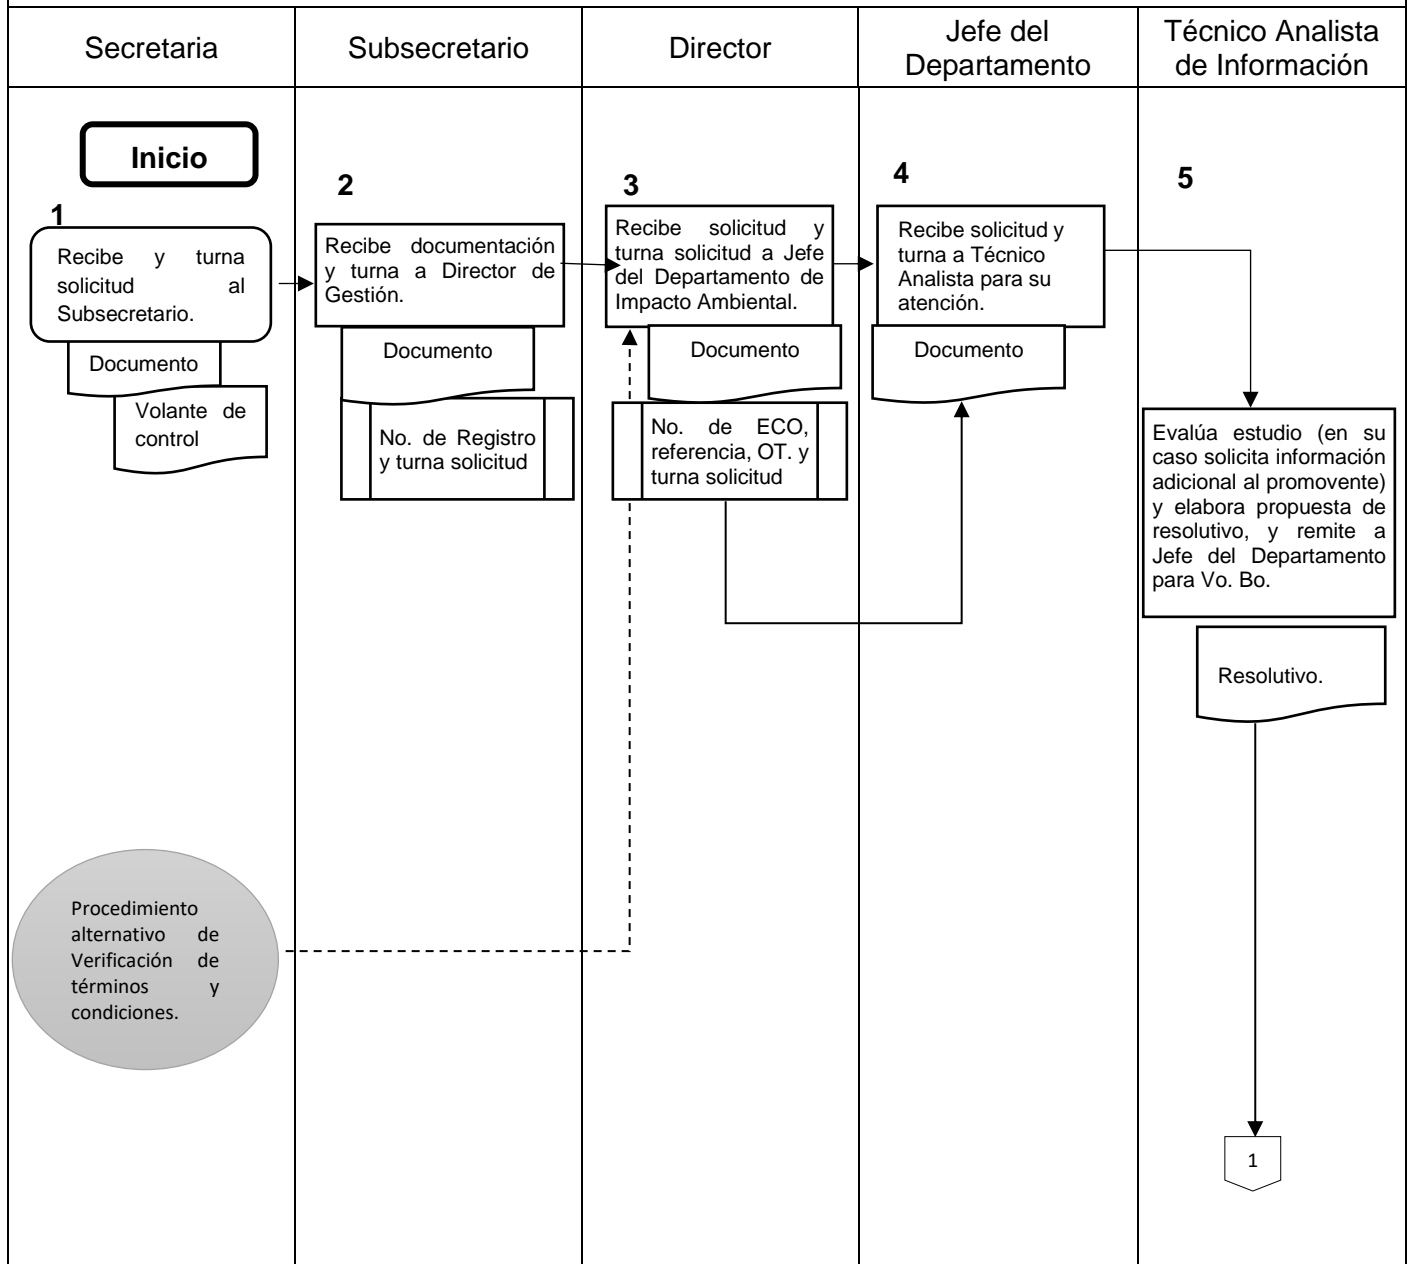 Secretaria
Subsecretario
Director
Jefe del
Departamento
Técnico Analista
de Información
Inicio
1
Recibe y turna
solicitud al
Subsecretario.
Documento
Volante de
control
2
Recibe documentación
y turna a Director de
Gestión.
Documento
No. de Registro
y turna solicitud
3
Recibe solicitud y
turna solicitud a Jefe
del Departamento de
Impacto Ambiental.
Documento
No. de ECO,
referencia, OT. y
turna solicitud
4
Recibe solicitud y
turna a Técnico
Analista para su
atención.
Documento
5
Evalúa estudio (en su
caso solicita información
adicional al promovente)
y elabora propuesta de
resolutivo, y remite a
Jefe del Departamento
para Vo. Bo.
Resolutivo.
Procedimiento
alternativo de
Verificación de
términos y
condiciones.
1